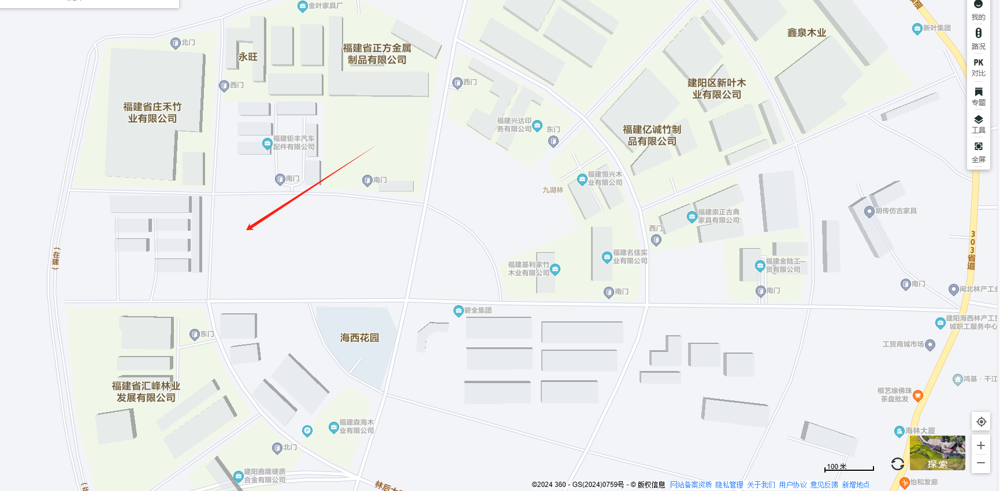 金叶家具厂
新叶集团
我的
路况
PK
对比
专题
工具
全屏
北门
永旺
福建省正方金属
制品有限公司
鑫泉木业
西门
西门
建阳区新叶木
业有限公司
福建省庄禾竹
业有限公司
福建兴达印
务有限公司
东门
福建亿诚竹制
品有限公司
福建钜丰汽车
配件有限公司
南门
南门
福建恒兴木
业有限公司
九湖林
福建崇正古典
家具有限公司
明传仿古家具
西门
303省道
(在建)
福建名佳实
业有限公司
福建基利家竹
木业有限公司
福建金陆工
贸有限公司
南门
南门
南门
闽北林产工业
碧全集团
建阳海西林产工贸
城职工服务中心
东门
海西花园
工贸商城市场
福建省汇峰林业
发展有限公司
鸿基·千江
根艺缘佛珠
茶盘批发
福建森海木
业有限公司
P
海林大厦
北门
探索
建阳鑫隆硬质
合金有限公司
100 米
怡和发廊
©2024 360 - GS(2024)0759号 - © 版权信息 网站备案资质 隐私管理 关于我们 用户协议 意见反馈 新增地点